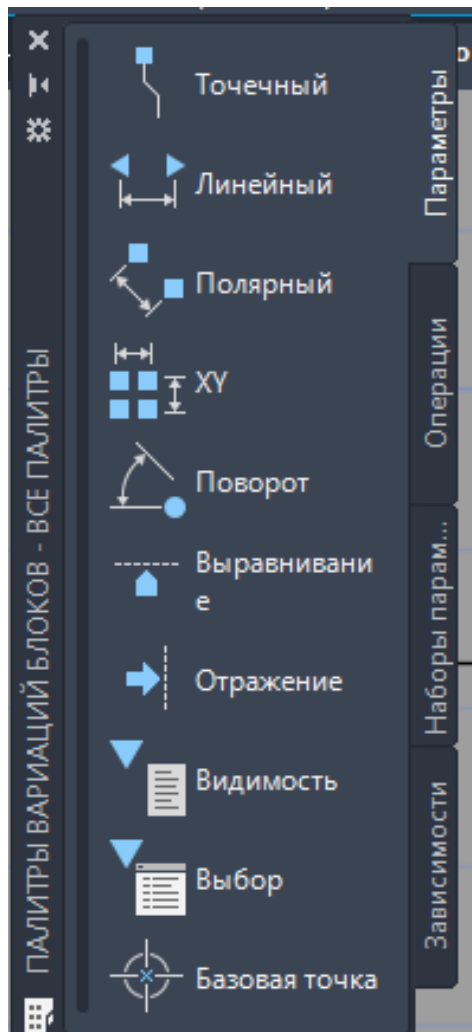 Точечный
Линейный
Полярный
XY
Поворот
Выравнивани
е
Отражение
Видимость
Выбор
Базовая точка
Параметры
Операции
Наборы парам...
Зависимости
ПАЛИТРЫ ВАРИАЦИЙ БЛОКОВ - ВСЕ ПАЛИТРЫ